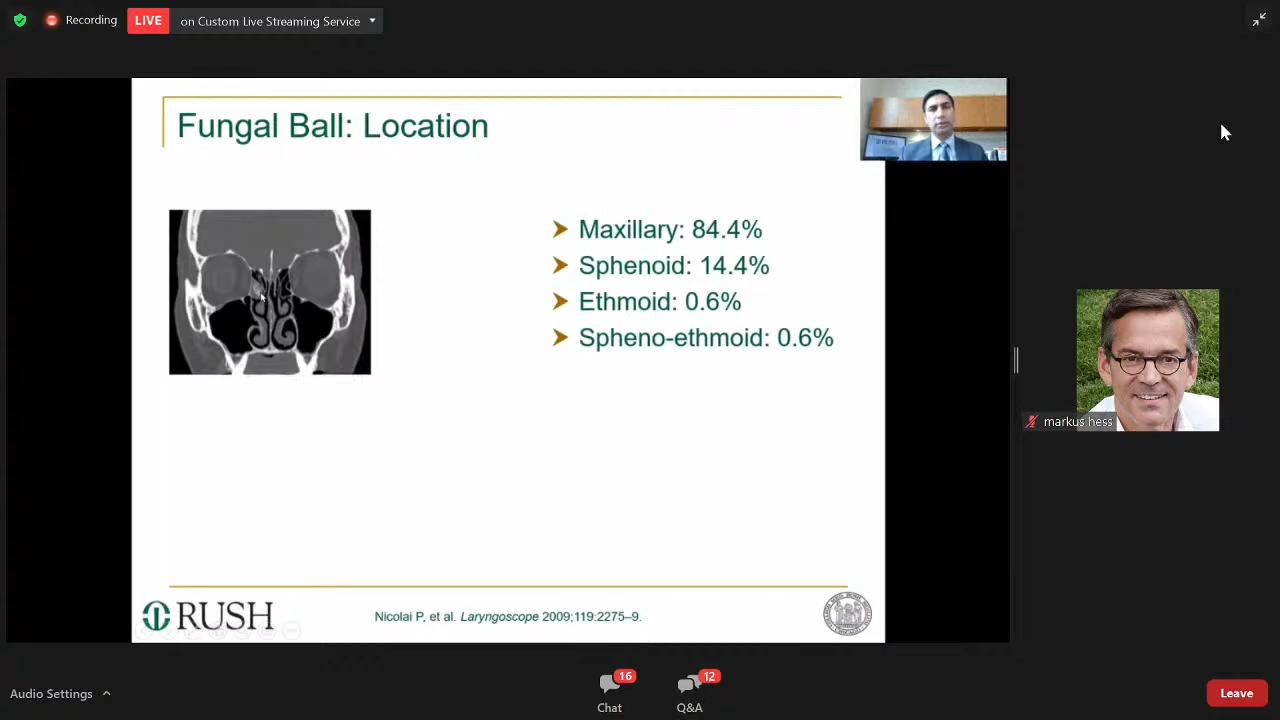 Recording
LIVE
on Custom Live Streaming Service
Fungal Ball: Location
Maxillary: 84.4%
Sphenoid: 14.4%
Ethmoid: 0.6%
Spheno-ethmoid: 0.6%
markus hess
RUSH
Nicolai P, et al. Laryngoscope 2009;119:2275–9.
Audio Settings
16
Chat
12
Q&A
Leave